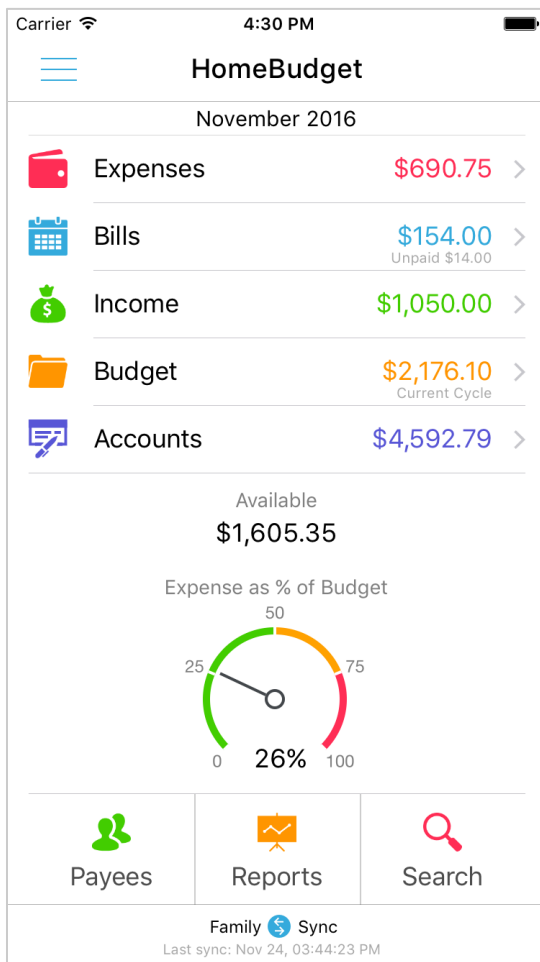 Carrier 4:30 PM
HomeBudget
November 2016
Expenses $690.75
Bills $154.00
Unpaid $14.00
Income $1,050.00
$
Budget $2,176.10
Current Cycle
Accounts $4,592.79
Available
$1,605.35
Expense as % of Budget
50
25 75
0 26% 100
Payees Reports Search
Family Sync
Last sync: Nov 24, 03:44:23 PM